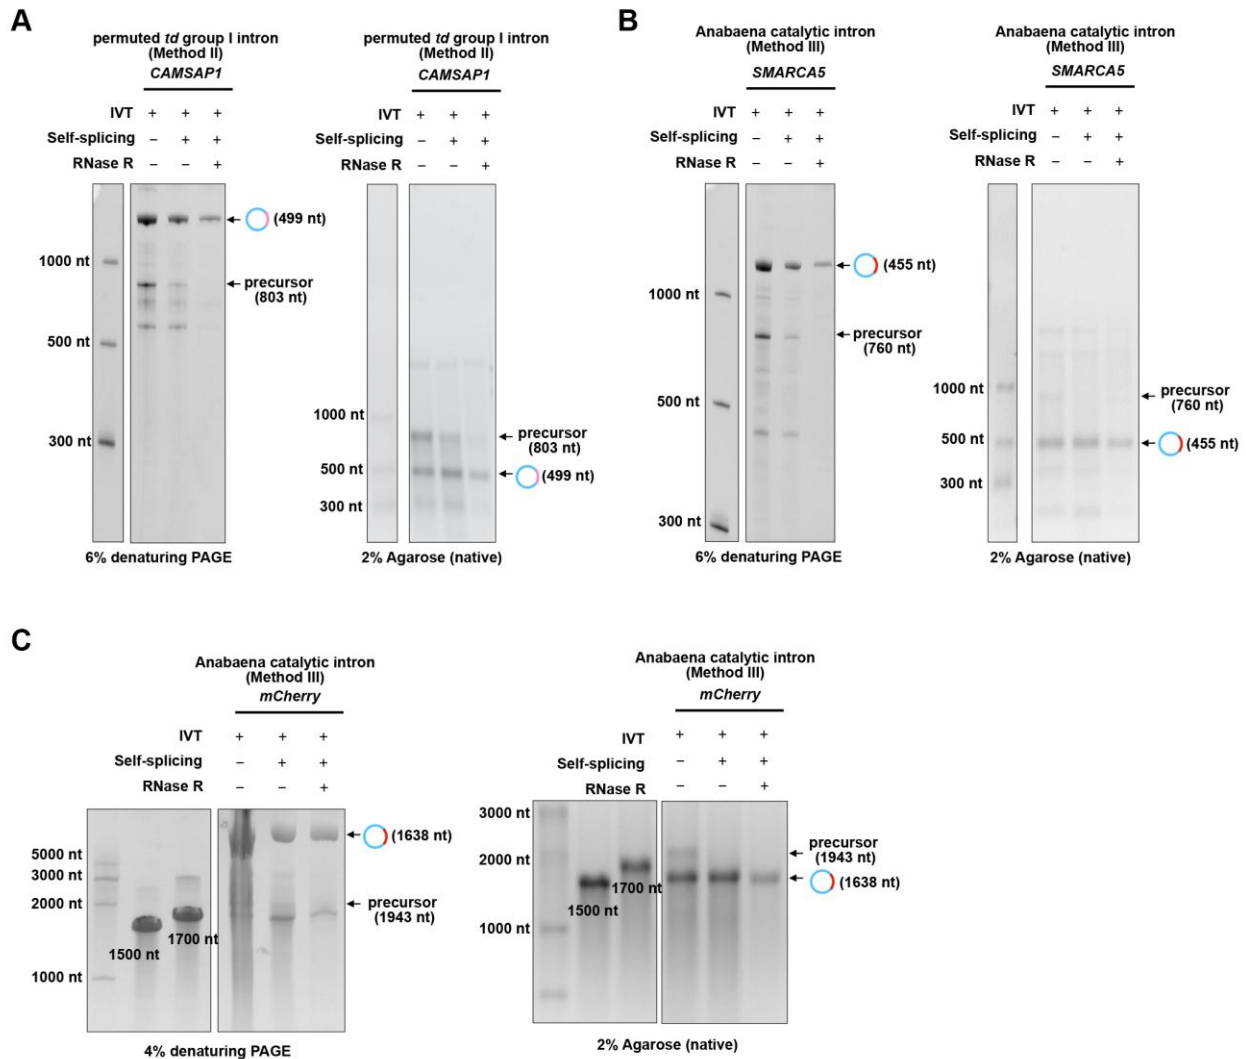 A
permuted td group I intron
(Method II)
CAMSAP1
IVT + + +
Self-splicing – + +
RNase R – – +
(499 nt)
1000 nt
precursor
(803 nt)
500 nt
300 nt
6% denaturing PAGE
permuted td group I intron
(Method II)
CAMSAP1
IVT + + +
Self-splicing – + +
RNase R – – +
1000 nt
precursor
(803 nt)
500 nt
(499 nt)
300 nt
2% Agarose (native)
B
Anabaena catalytic intron
(Method III)
SMARCA5
IVT + + +
Self-splicing – + +
RNase R – – +
(455 nt)
1000 nt
precursor
(760 nt)
500 nt
300 nt
6% denaturing PAGE
Anabaena catalytic intron
(Method III)
SMARCA5
IVT + + +
Self-splicing – + +
RNase R – – +
1000 nt
precursor
(760 nt)
500 nt
(455 nt)
300 nt
2% Agarose (native)
C
Anabaena catalytic intron
(Method III)
mCherry
IVT + + +
Self-splicing – + +
RNase R – – +
(1638 nt)
5000 nt
3000 nt
2000 nt
precursor
(1943 nt)
1700 nt
1500 nt
1000 nt
4% denaturing PAGE
Anabaena catalytic intron
(Method III)
mCherry
IVT + + +
Self-splicing – + +
RNase R – – +
3000 nt
precursor
(1943 nt)
2000 nt
(1638 nt)
1700 nt
1500 nt
1000 nt
2% Agarose (native)